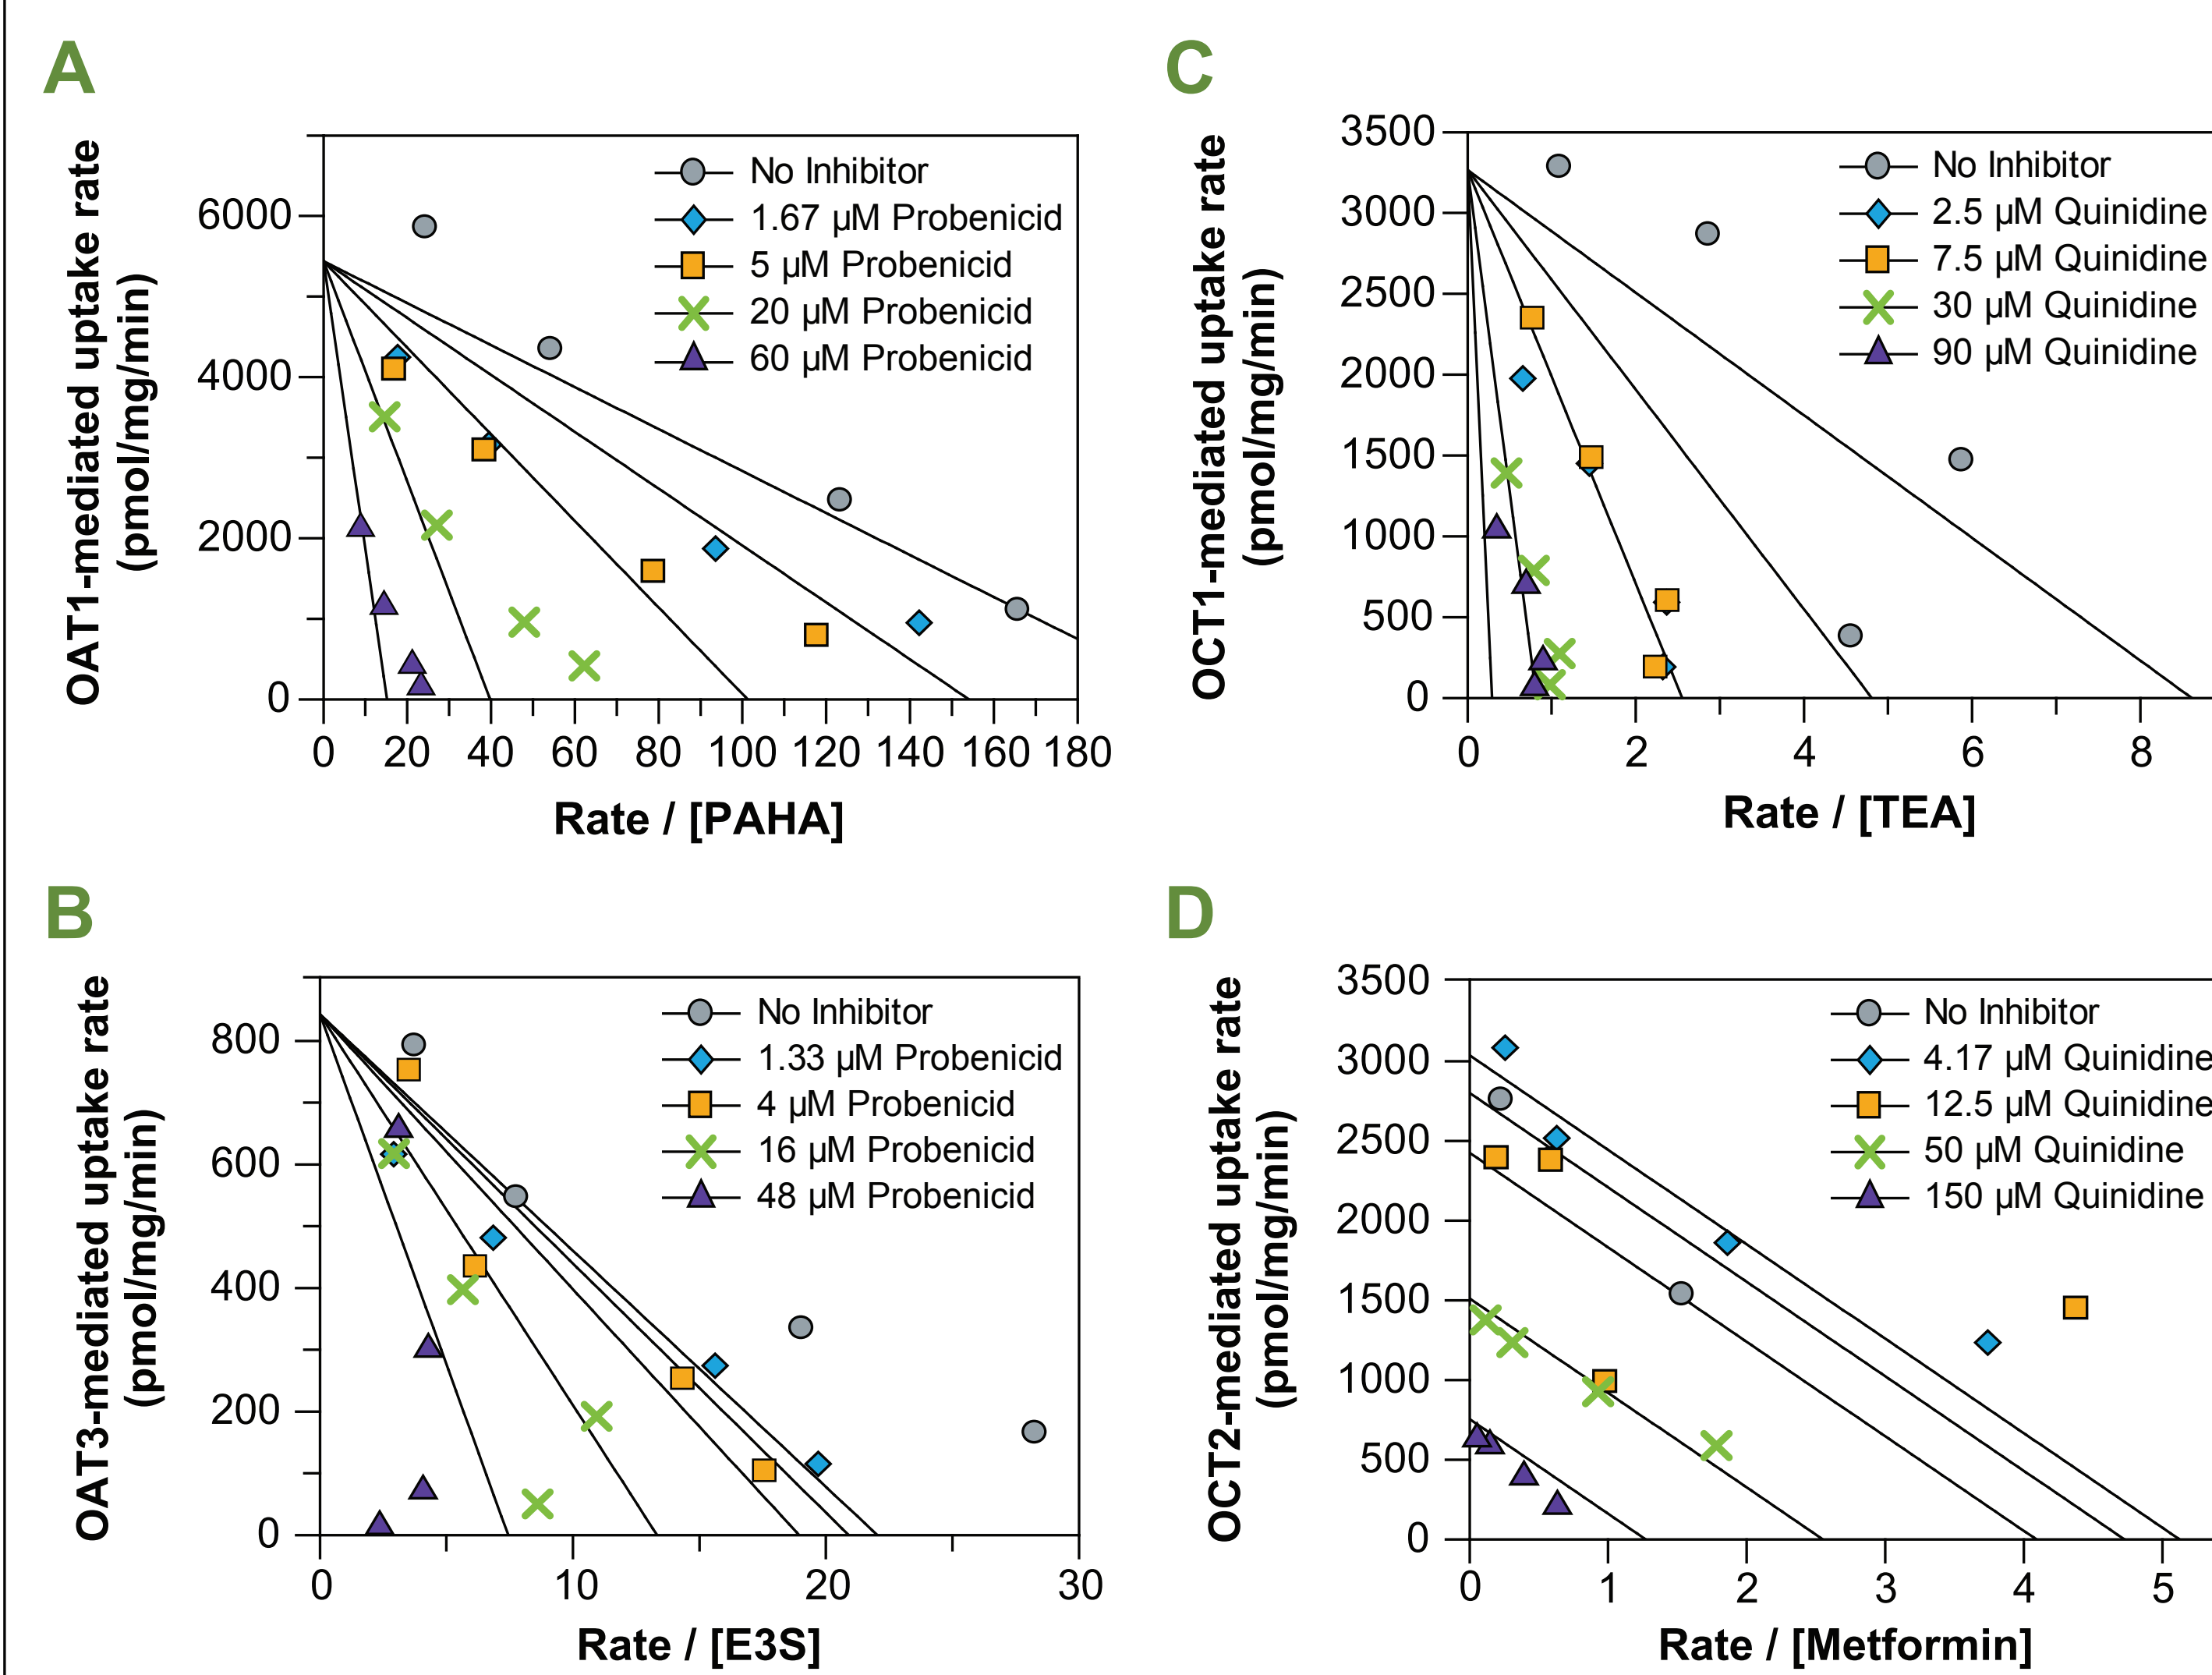 A
OAT1-mediated uptake rate
(pmol/mg/min)
6000
4000
2000
0
No Inhibitor
1.67 µM Probenicid
5 µM Probenicid
20 µM Probenicid
60 µM Probenicid
0 20 40 60 80 100 120 140 160 180
Rate / [PAHA]
C
OCT1-mediated uptake rate
(pmol/mg/min)
3500
3000
2500
2000
1500
1000
500
0
No Inhibitor
2.5 µM Quinidine
7.5 µM Quinidine
30 µM Quinidine
90 µM Quinidine
0 2 4 6 8
Rate / [TEA]
B
OAT3-mediated uptake rate
(pmol/mg/min)
800
600
400
200
0
No Inhibitor
1.33 µM Probenicid
4 µM Probenicid
16 µM Probenicid
48 µM Probenicid
0 10 20 30
Rate / [E3S]
D
OCT2-mediated uptake rate
(pmol/mg/min)
3500
3000
2500
2000
1500
1000
500
0
No Inhibitor
4.17 µM Quinidine
12.5 µM Quinidine
50 µM Quinidine
150 µM Quinidine
0 1 2 3 4 5
Rate / [Metformin]